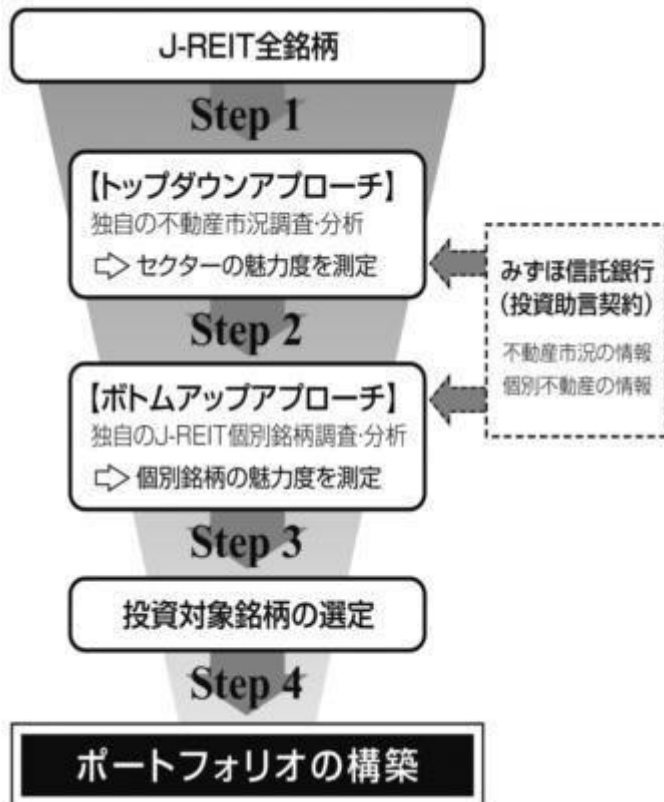 J-REIT全銘柄
Step 1
【トップダウンアプローチ】
独自の不動産市況調査・分析
⇨ セクターの魅力度を測定
みずほ信託銀行
（投資助言契約）
不動産市況の情報
個別不動産の情報
Step 2
【ボトムアップアプローチ】
独自のJ-REIT個別銘柄調査・分析
⇨ 個別銘柄の魅力度を測定
Step 3
投資対象銘柄の選定
Step 4
ポートフォリオの構築